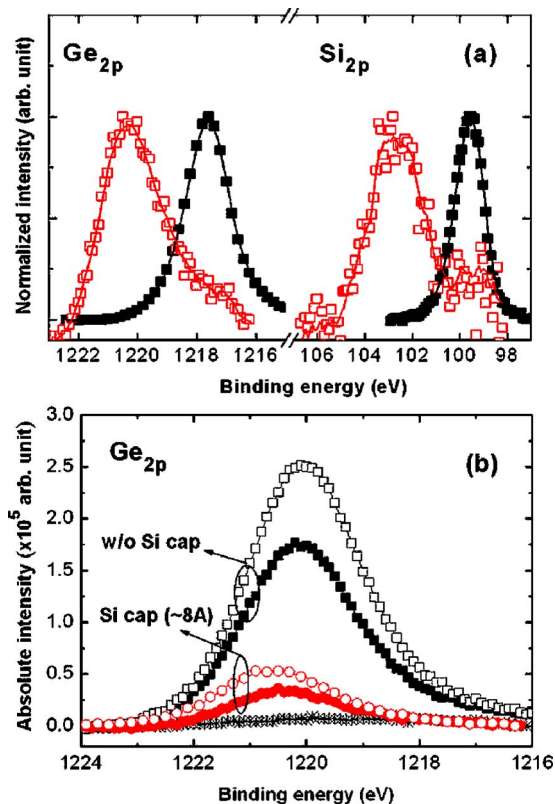 Ge2p Si2p (a)
Normalized intensity (arb. unit)
1222 1220 1218 1216 106 104 102 100 98
Binding energy (eV)
Ge2p (b)
3.0
2.5
2.0
1.5
1.0
0.5
0.0
w/o Si cap
Si cap (~8A)
Absolute intensity (x10^5 arb. unit)
1224 1222 1220 1218 1216
Binding energy (eV)